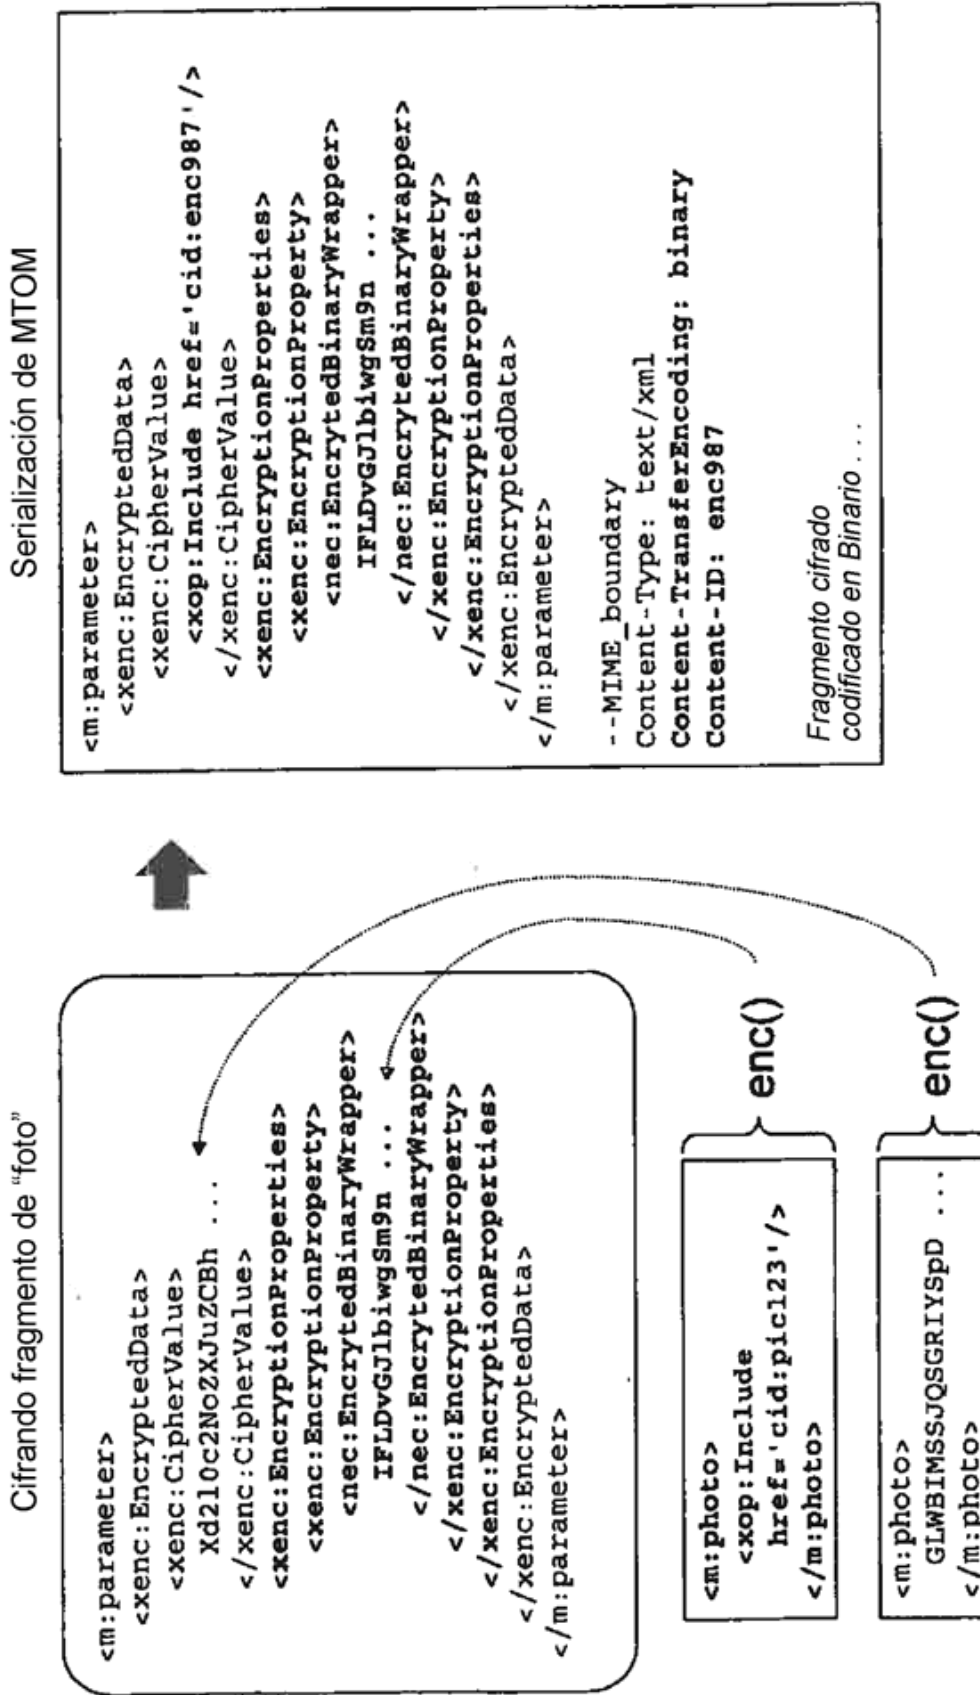 Cifrando fragmento de "foto"
<m:parameter>
<xenc:EncryptedData>
<xenc:CipherValue>
Xd210c2NoZXJuZCBh ...
</xenc:CipherValue>
<xenc:EncryptionProperties>
<xenc:EncryptionProperty>
<nec:EncrytedBinaryWrapper>
IFLDvGJlbiwgSm9n ...
</nec:EncrytedBinaryWrapper>
</xenc:EncryptionProperty>
</xenc:EncryptionProperties>
</xenc:EncryptedData>
</m:parameter>
<m:photo>
<xop:Include
href='cid:pic123'/>
</m:photo>
enc()
<m:photo>
GLWBIMSSJQSGRIYSpD ...
</m:photo>
enc()
Serialización de MTOM
<m:parameter>
<xenc:EncryptedData>
<xenc:CipherValue>
<xop:Include href='cid:enc987'/>
</xenc:CipherValue>
<xenc:EncryptionProperties>
<xenc:EncryptionProperty>
<nec:EncrytedBinaryWrapper>
IFLDvGJlbiwgSm9n ...
</nec:EncrytedBinaryWrapper>
</xenc:EncryptionProperty>
</xenc:EncryptionProperties>
</xenc:EncryptedData>
</m:parameter>
--MIME_boundary
Content-Type: text/xml
Content-TransferEncoding: binary
Content-ID: enc987
Fragmento cifrado
codificado en Binario ...